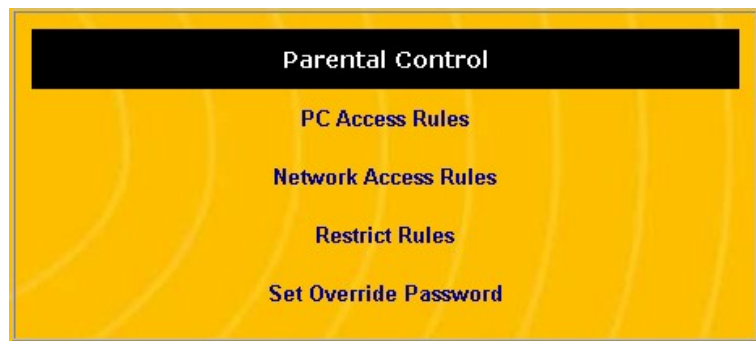 Parental Control
PC Access Rules
Network Access Rules
Restrict Rules
Set Override Password